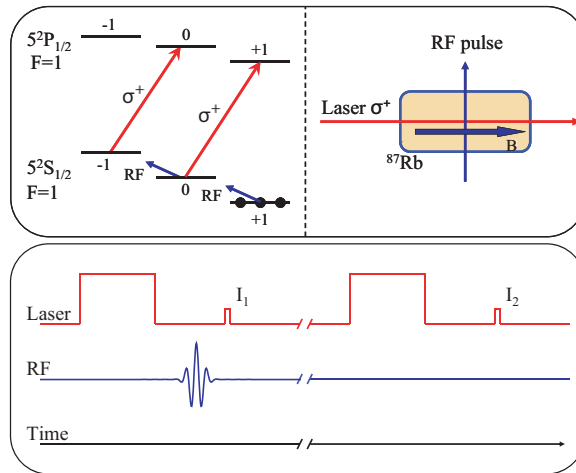 5²P₁/₂
F=1
-1
0
+1
σ⁺
σ⁺
5²S₁/₂
F=1
-1
RF
0
RF
+1
RF pulse
Laser σ⁺
B
⁸⁷Rb
Laser
I₁
I₂
RF
Time